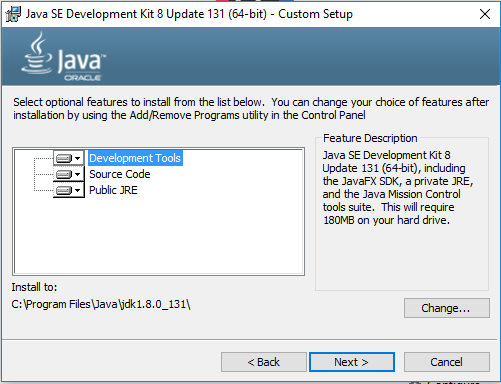 Java SE Development Kit 8 Update 131 (64-bit) - Custom Setup
Java
ORACLE
Select optional features to install from the list below. You can change your choice of features after
installation by using the Add/Remove Programs utility in the Control Panel
Development Tools
Source Code
Public JRE
Feature Description
Java SE Development Kit 8
Update 131 (64-bit), including
the JavaFX SDK, a private JRE,
and the Java Mission Control
tools suite. This will require
180MB on your hard drive.
Install to:
C:\Program Files\Java\jdk1.8.0_131\
Change...
< Back
Next >
Cancel